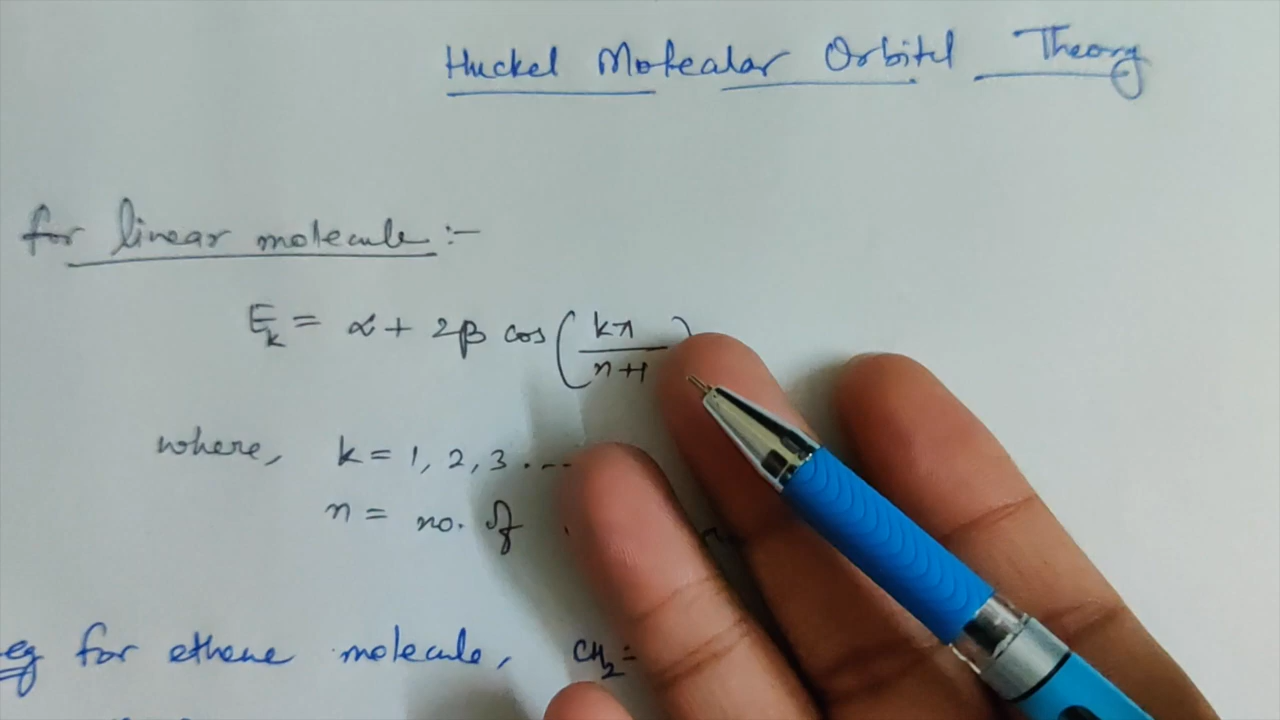 Huckel Molecular Orbital Theory
for linear molecule :-
E_k = α + 2β cos(kπ/n+1)
where, k = 1, 2, 3 ....
n = no. of
eg for ethene molecule, CH₂=